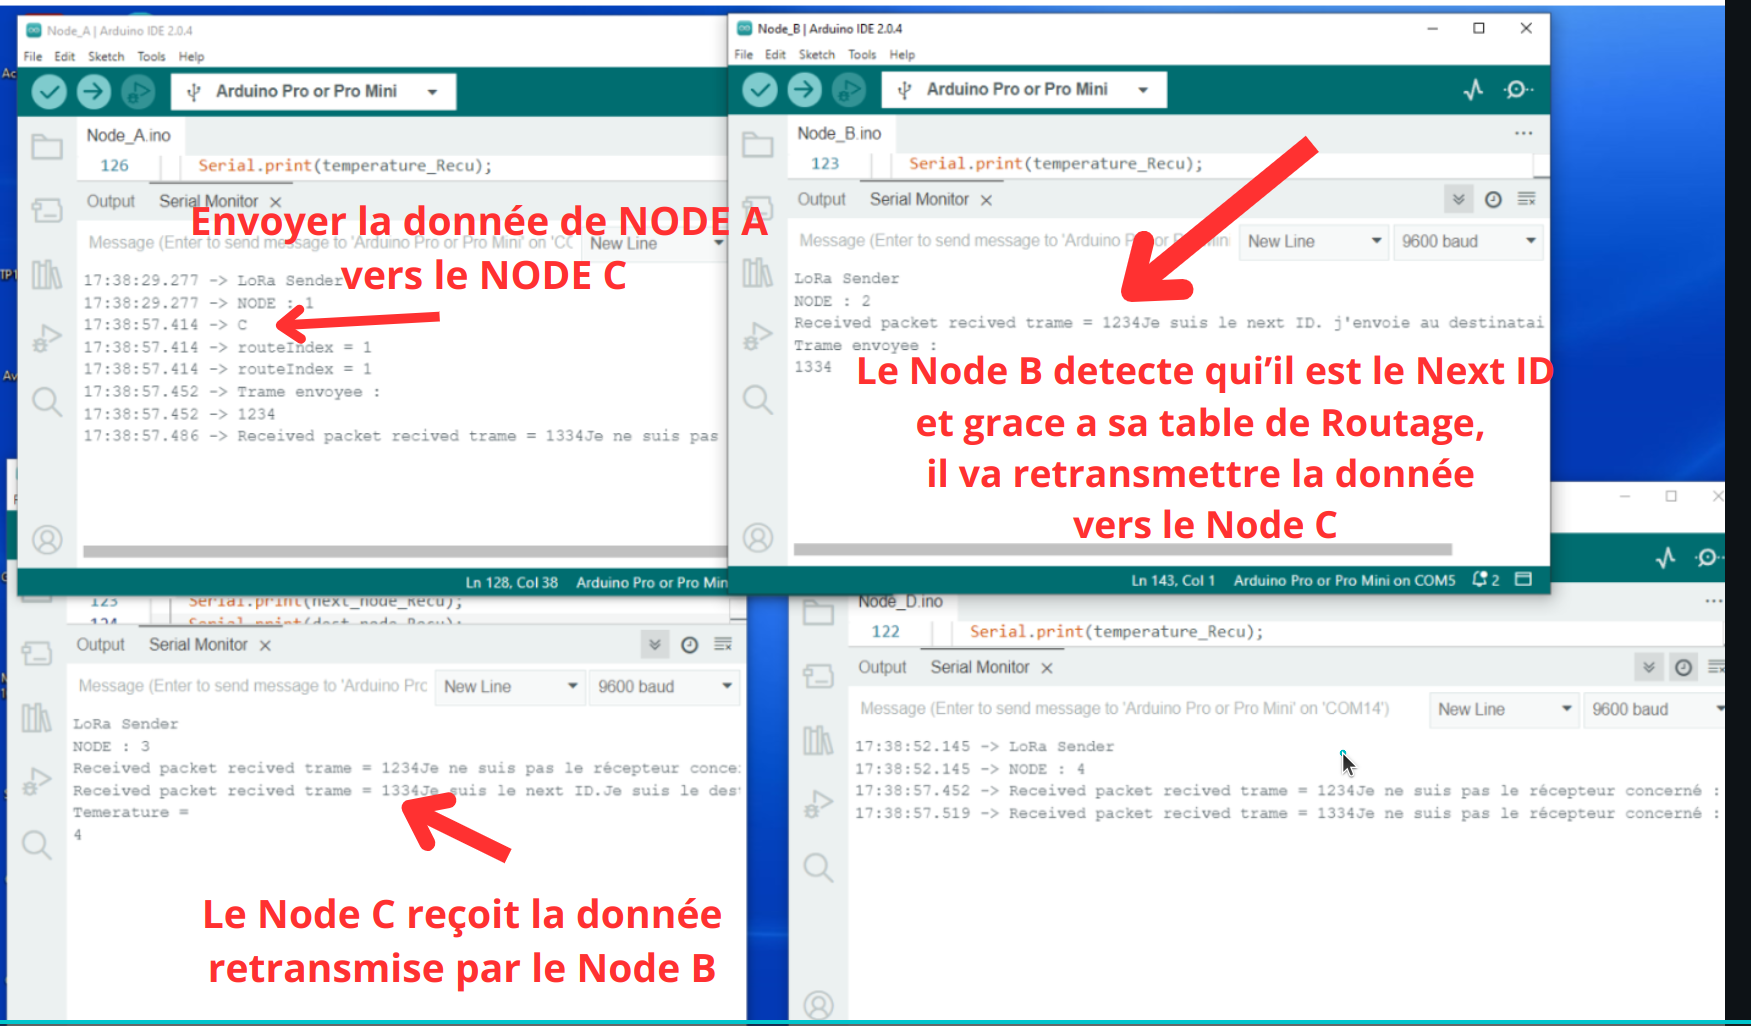 Node_A | Arduino IDE 2.0.4
File Edit Sketch Tools Help
Arduino Pro or Pro Mini
Node_A.ino
126 Serial.print(temperature_Recu);
Output Serial Monitor
Envoyer la donnée de NODE A
vers le NODE C
Message (Enter to send message to 'Arduino Pro or Pro Mini' on 'CC New Line
17:38:29.277 -> LoRa Sender
17:38:29.277 -> NODE : 1
17:38:57.414 -> C
17:38:57.414 -> routeIndex = 1
17:38:57.414 -> routeIndex = 1
17:38:57.452 -> Trame envoyee :
17:38:57.452 -> 1234
17:38:57.486 -> Received packet recived trame = 1334Je ne suis pas
Ln 128, Col 38 Arduino Pro or Pro Min
Node_B | Arduino IDE 2.0.4
File Edit Sketch Tools Help
Arduino Pro or Pro Mini
Node_B.ino
123 Serial.print(temperature_Recu);
Output Serial Monitor
Message (Enter to send message to 'Arduino Pro or Pro Mini New Line 9600 baud
LoRa Sender
NODE : 2
Received packet recived trame = 1234Je suis le next ID. j'envoie au destinatai
Trame envoyee :
1334
Le Node B detecte qui'il est le Next ID
et grace a sa table de Routage,
il va retransmettre la donnée
vers le Node C
Ln 143, Col 1 Arduino Pro or Pro Mini on COM5 2
123 Serial.print(next_node_Recu);
124 Serial.print(dest_node_Recu);
Output Serial Monitor
Message (Enter to send message to 'Arduino Prc New Line 9600 baud
LoRa Sender
NODE : 3
Received packet recived trame = 1234Je ne suis pas le récepteur conce
Received packet recived trame = 1334Je suis le next ID.Je suis le des
Temerature =
4
Le Node C reçoit la donnée
retransmise par le Node B
Node_D.ino
122 Serial.print(temperature_Recu);
Output Serial Monitor
Message (Enter to send message to 'Arduino Pro or Pro Mini' on 'COM14') New Line 9600 baud
17:38:52.145 -> LoRa Sender
17:38:52.145 -> NODE : 4
17:38:57.452 -> Received packet recived trame = 1234Je ne suis pas le récepteur concerné :
17:38:57.519 -> Received packet recived trame = 1334Je ne suis pas le récepteur concerné :